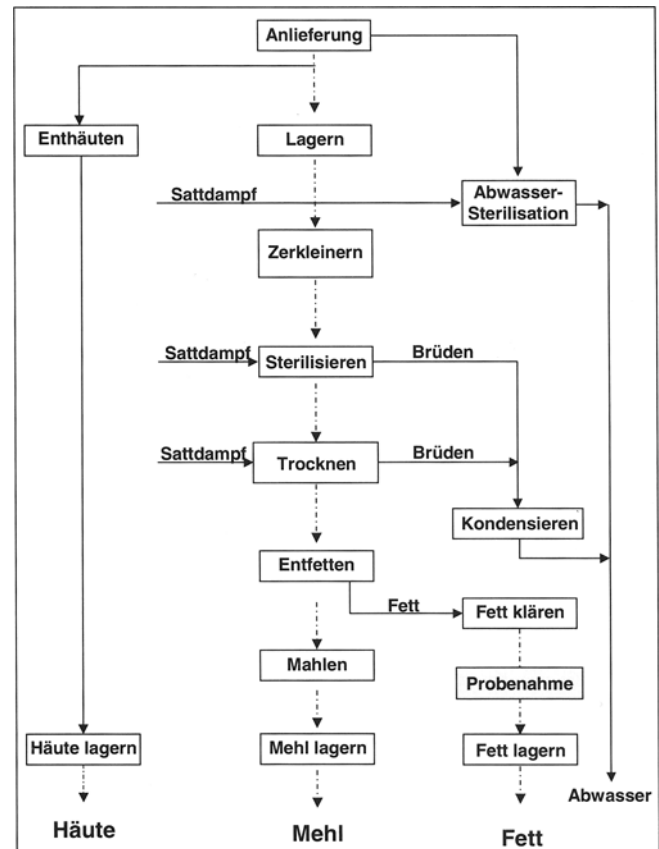 Anlieferung
Enthäuten
Lagern
Sattdampf
Abwasser-
Sterilisation
Zerkleinern
Sattdampf
Sterilisieren
Brüden
Sattdampf
Trocknen
Brüden
Kondensieren
Entfetten
Fett
Fett klären
Mahlen
Probenahme
Häute lagern
Mehl lagern
Fett lagern
Abwasser
Häute
Mehl
Fett